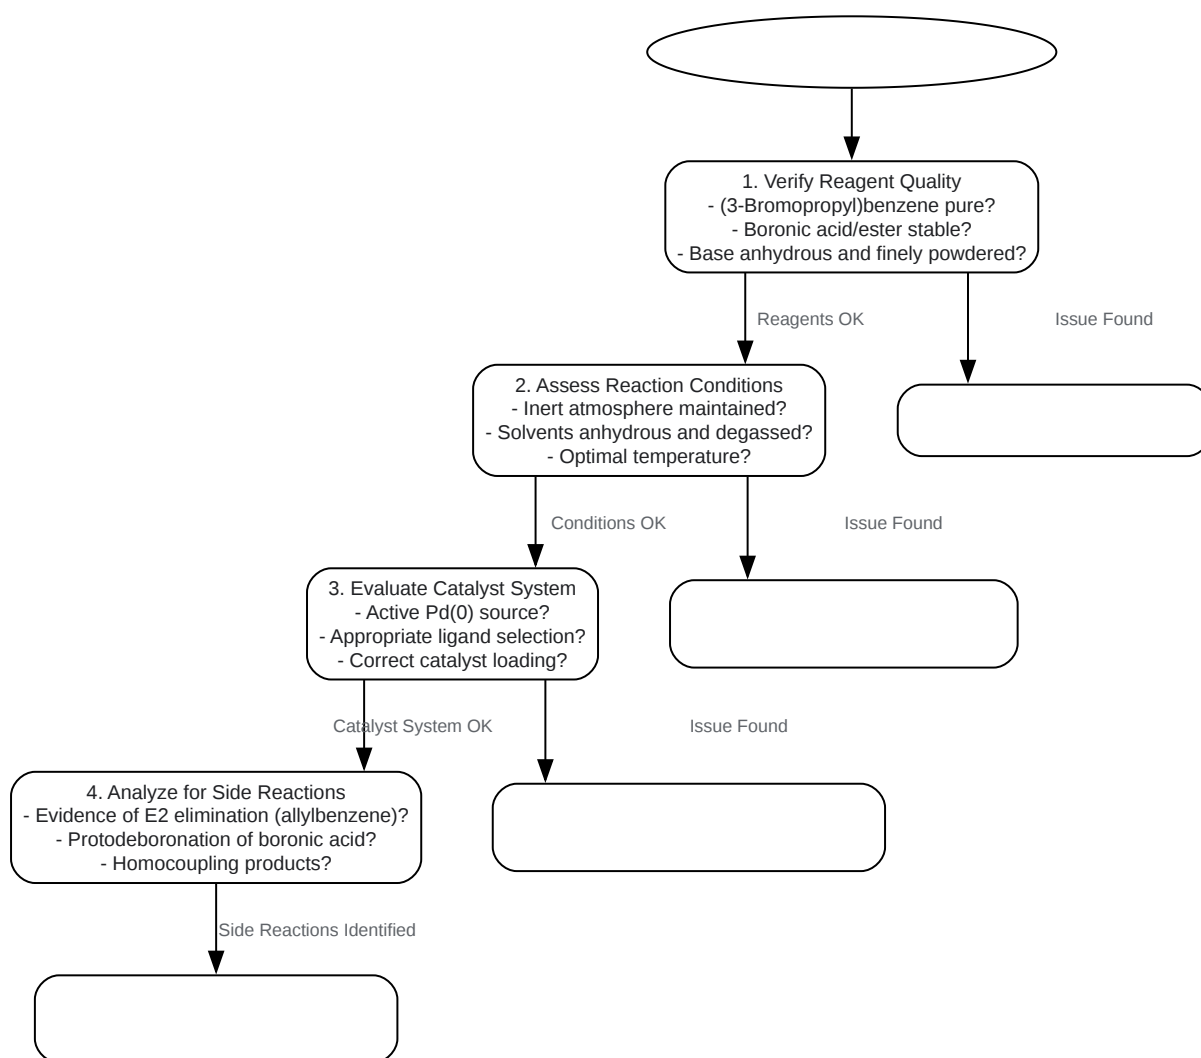 1. Verify Reagent Quality
- (3-Bromopropyl)benzene pure?
- Boronic acid/ester stable?
- Base anhydrous and finely powdered?
Reagents OK
Issue Found
2. Assess Reaction Conditions
- Inert atmosphere maintained?
- Solvents anhydrous and degassed?
- Optimal temperature?
Conditions OK
Issue Found
3. Evaluate Catalyst System
- Active Pd(0) source?
- Appropriate ligand selection?
- Correct catalyst loading?
Catalyst System OK
Issue Found
4. Analyze for Side Reactions
- Evidence of E2 elimination (allylbenzene)?
- Protodeboronation of boronic acid?
- Homocoupling products?
Side Reactions Identified